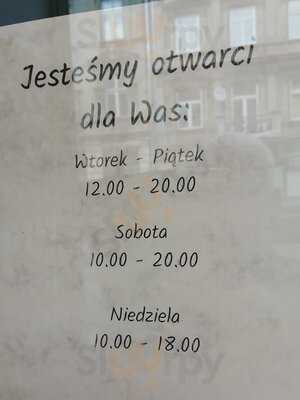 Jesteśmy otwarci
dla Was:
Wtorek - Piątek
12.00 - 20.00
Sobota
10.00 - 20.00
Niedziela
10.00 - 18.00